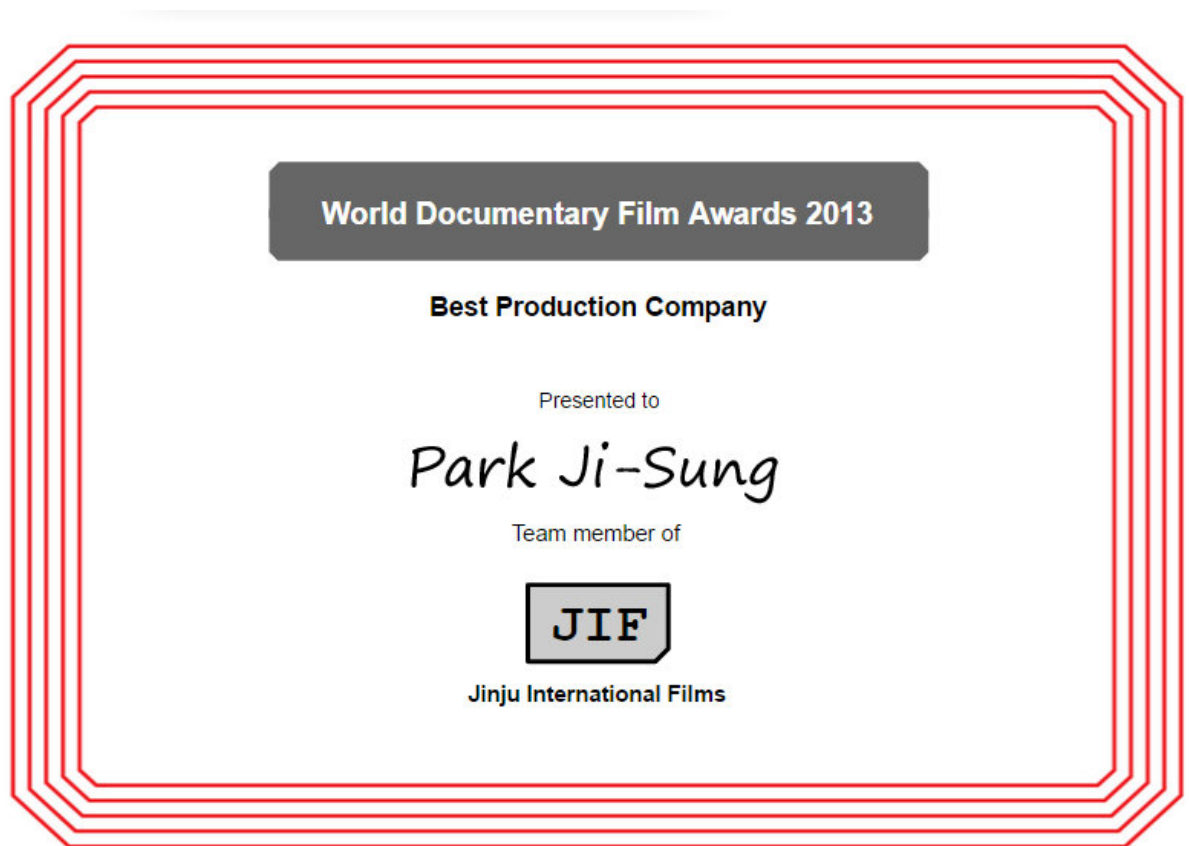 World Documentary Film Awards 2013
Best Production Company
Presented to
Park Ji-Sung
Team member of
JIF
Jinju International Films